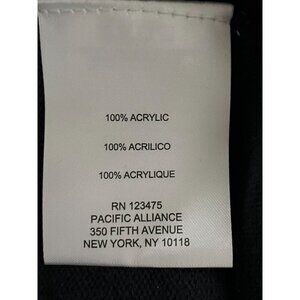 100% ACRYLIC
100% ACRILICO
100% ACRYLIQUE
RN 123475
PACIFIC ALLIANCE
350 FIFTH AVENUE
NEW YORK, NY 10118